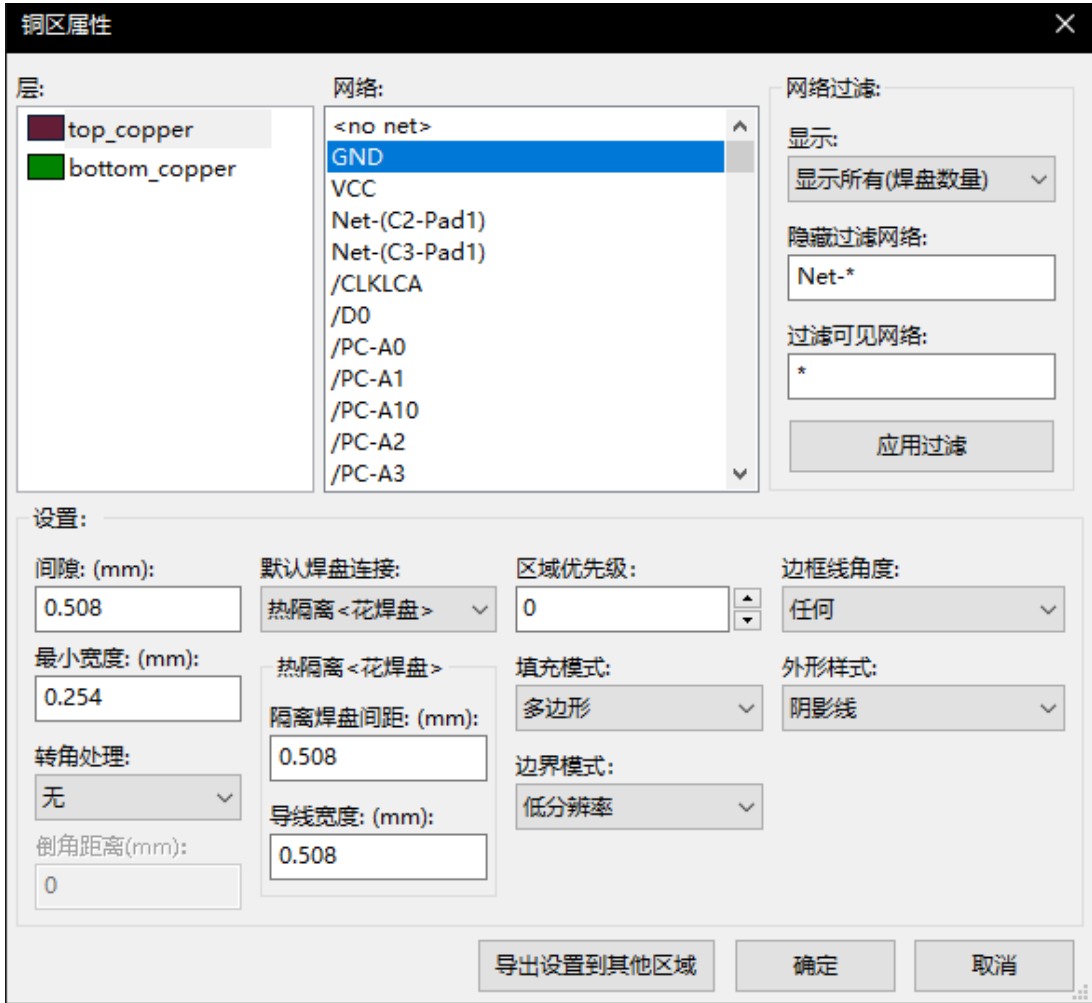 铜区属性
层:
top_copper
bottom_copper
网络:
<no net>
GND
VCC
Net-(C2-Pad1)
Net-(C3-Pad1)
/CLKLCA
/D0
/PC-A0
/PC-A1
/PC-A10
/PC-A2
/PC-A3
网络过滤:
显示:
显示所有(焊盘数量)
隐藏过滤网络:
Net-*
过滤可见网络:
*
应用过滤
设置:
间隙: (mm):
0.508
最小宽度: (mm):
0.254
转角处理:
无
倒角距离(mm):
0
默认焊盘连接:
热隔离<花焊盘>
热隔离<花焊盘>
隔离焊盘间距: (mm):
0.508
导线宽度: (mm):
0.508
区域优先级:
0
填充模式:
多边形
边界模式:
低分辨率
边框线角度:
任何
外形样式:
阴影线
导出设置到其他区域
确定
取消